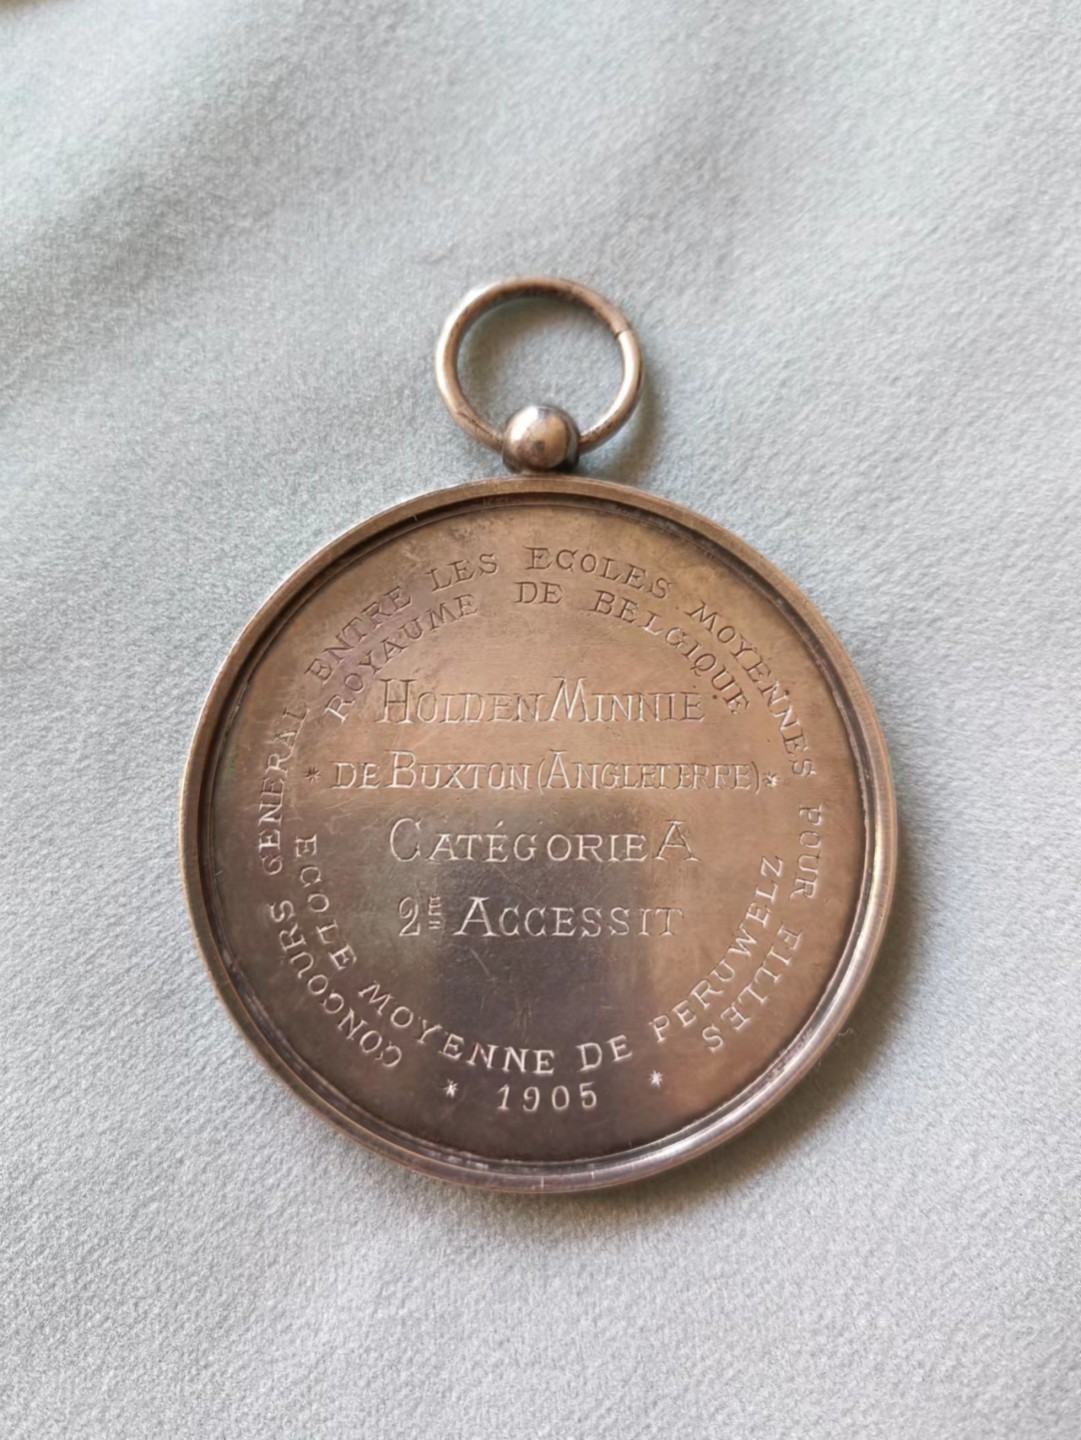 CONCOURS GENERAL ENTRE LES ECOLES MOYENNES POUR FILLES
ROYAUME DE BELGIQUE
HOLDEN MINNIE
* DE BUXTON (ANGLETERRE) *
CATÉGORIE A
2E ACCESSIT
ECOLE MOYENNE DE PERUWELZ
* 1905 *